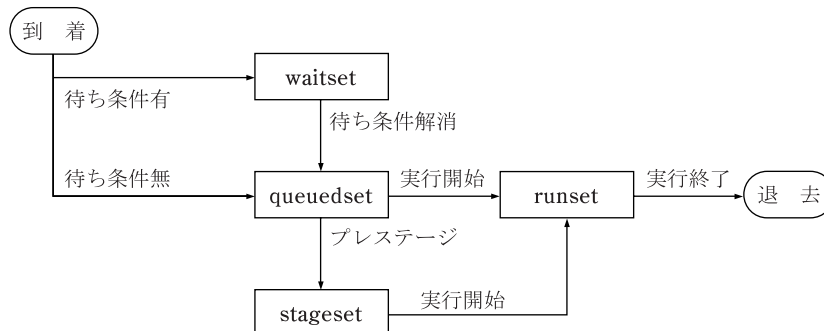 到 着
waitset
待ち条件有
待ち条件解消
待ち条件無
queuedset
実行開始
runset
実行終了
退 去
プレステージ
stageset
実行開始